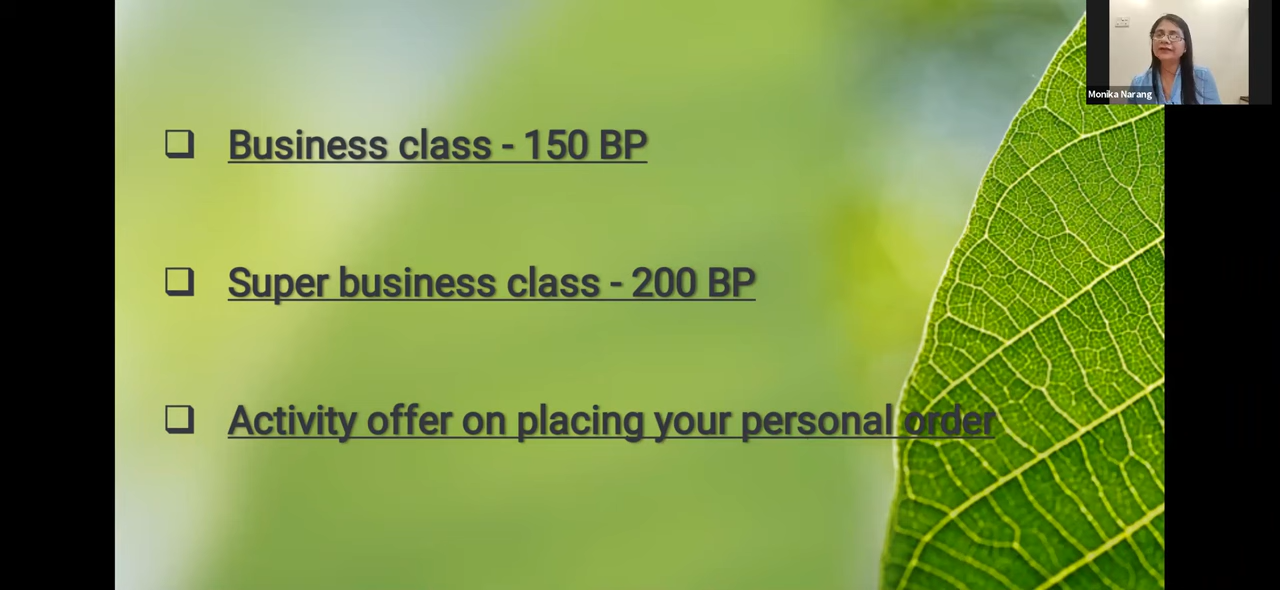 Monika Narang
Business class - 150 BP
Super business class - 200 BP
Activity offer on placing your personal order